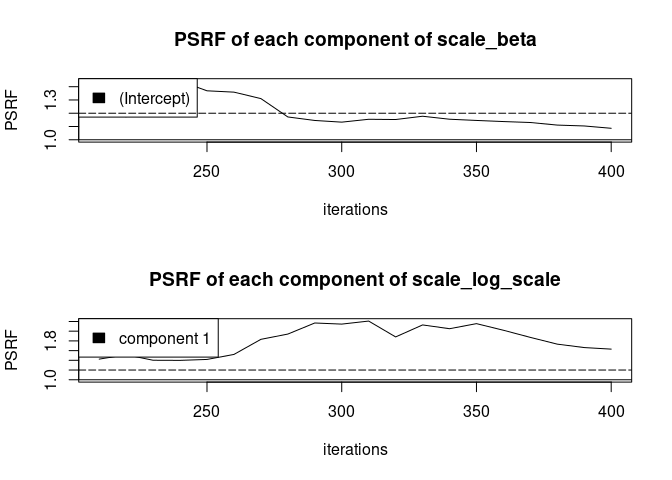 PSRF of each component of scale_beta
PSRF
1.0 1.3
(Intercept)
250 300 350 400
iterations
PSRF of each component of scale_log_scale
PSRF
1.0 1.8
component 1
250 300 350 400
iterations